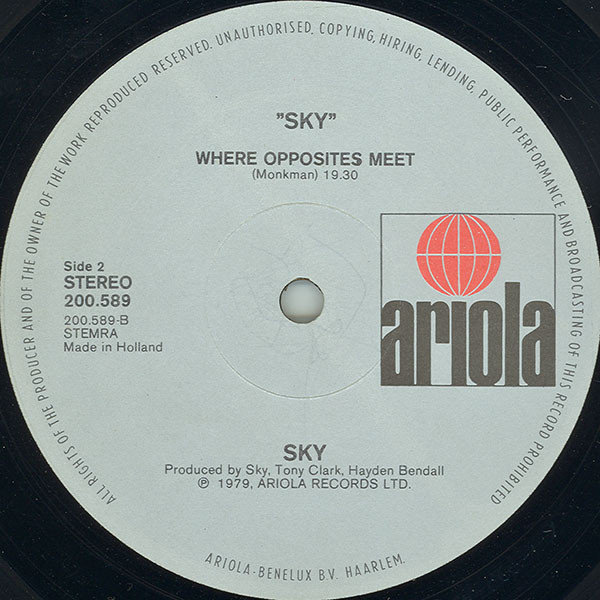 ALL RIGHTS OF THE PRODUCER AND OF THE OWNER OF THE WORK REPRODUCED RESERVED. UNAUTHORISED, COPYING, HIRING, LENDING, PUBLIC PERFORMANCE AND BROADCASTING OF THIS RECORD PROHIBITED
"SKY"
WHERE OPPOSITES MEET
(Monkman) 19.30
Side 2
STEREO
200.589
200.589-B
STEMRA
Made in Holland
ariola
SKY
Produced by Sky, Tony Clark, Hayden Bendall
℗ 1979, ARIOLA RECORDS LTD.
ARIOLA-BENELUX B.V. HAARLEM.